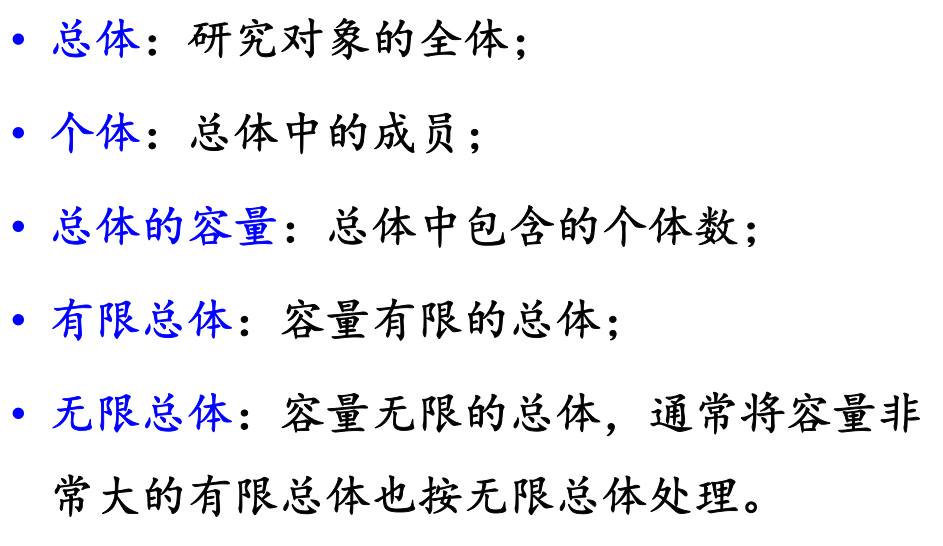 • 总体：研究对象的全体；
• 个体：总体中的成员；
• 总体的容量：总体中包含的个体数；
• 有限总体：容量有限的总体；
• 无限总体：容量无限的总体，通常将容量非
常大的有限总体也按无限总体处理。